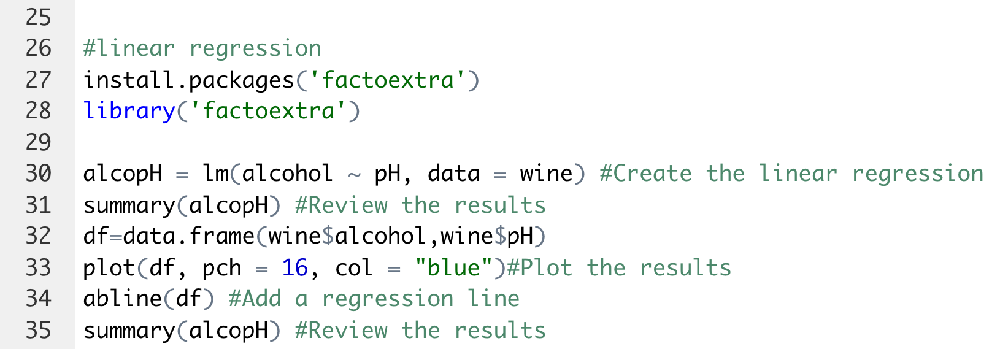 25
26 #linear regression
27 install.packages('factoextra')
28 library('factoextra')
29
30 alcopH = lm(alcohol ~ pH, data = wine) #Create the linear regression
31 summary(alcopH) #Review the results
32 df=data.frame(wine$alcohol,wine$pH)
33 plot(df, pch = 16, col = "blue")#Plot the results
34 abline(df) #Add a regression line
35 summary(alcopH) #Review the results